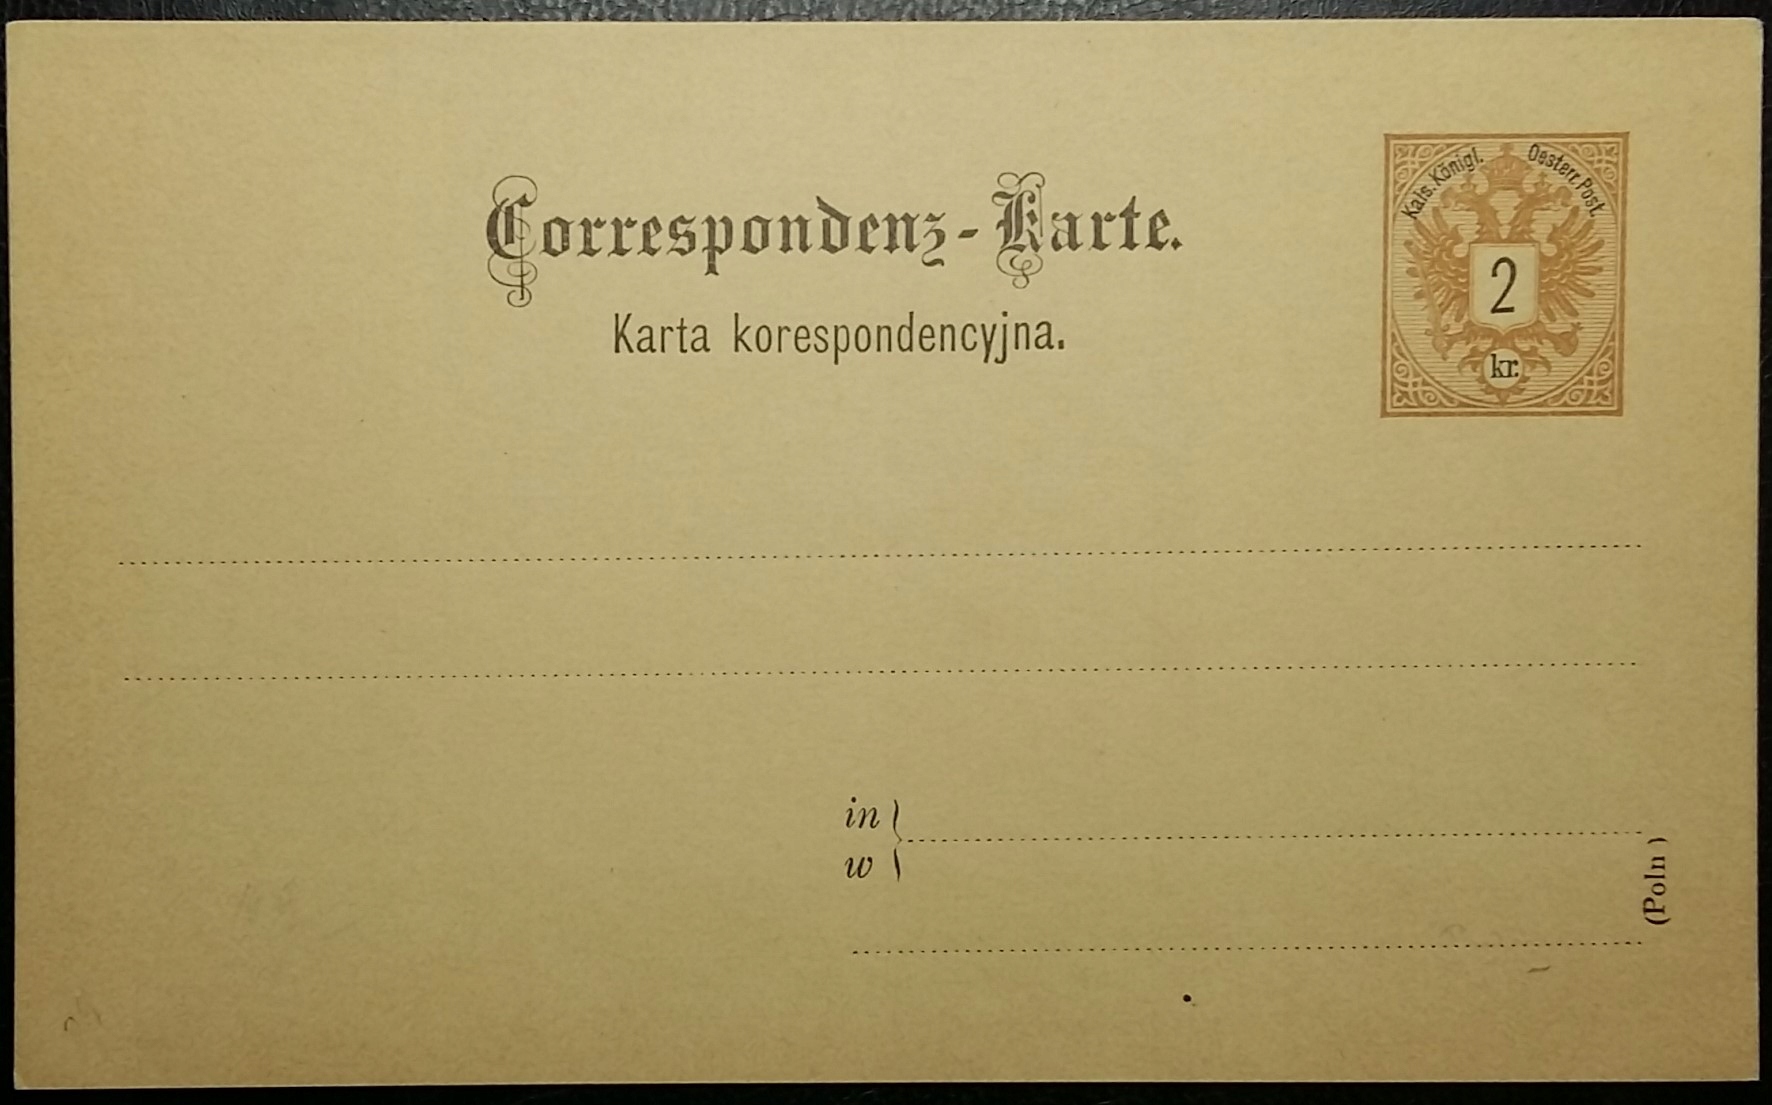 Correspondenz-Karte.
Karta korespondencyjna.
Kais. Königl. Oesterr. Post.
2
kr.
in
w
(Poln )